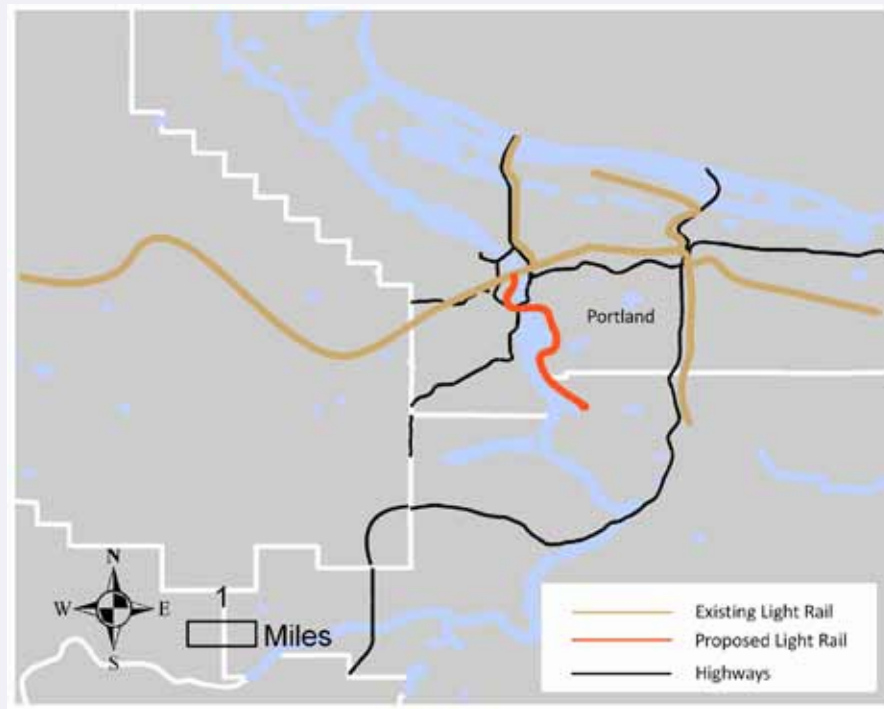 Portland
N
W E
S
1
Miles
Existing Light Rail
Proposed Light Rail
Highways